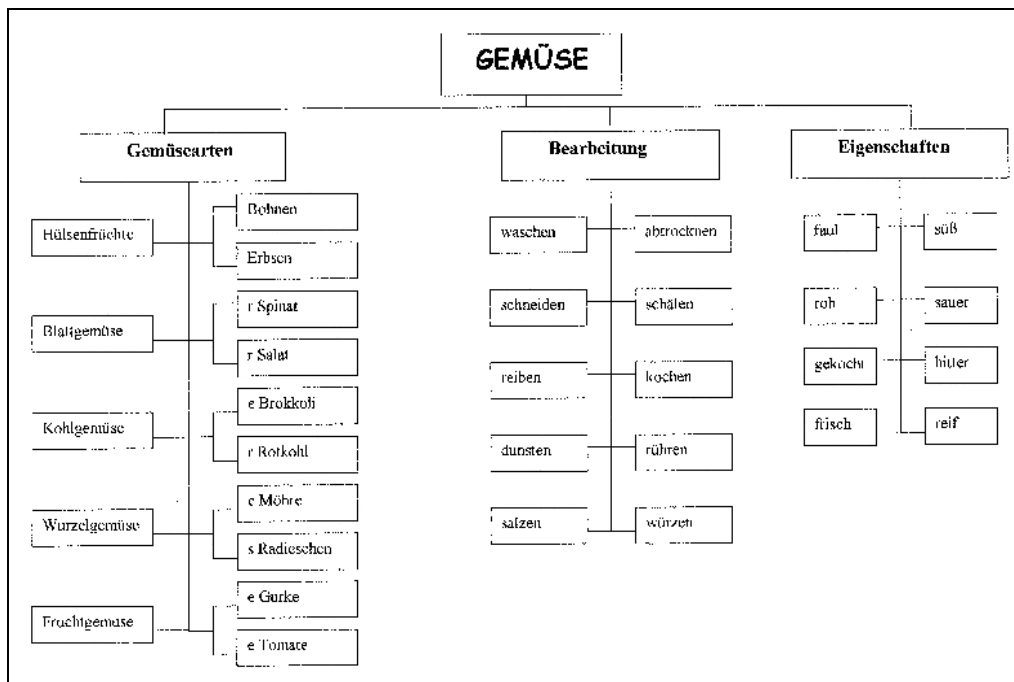 GEMÜSE
Gemüsearten
Bearbeitung
Eigenschaften
Hülsenfrüchte
Bohnen
Erbsen
Blattgemüse
r Spinat
r Salat
Kohlgemüse
e Brokkoli
r Rotkohl
Wurzelgemüse
e Möhre
s Radieschen
Fruchtgemüse
e Gurke
e Tomate
waschen
abtrocknen
schneiden
schälen
reiben
kochen
dünsten
rühren
salzen
würzen
faul
süß
roh
sauer
gekocht
bitter
frisch
reif